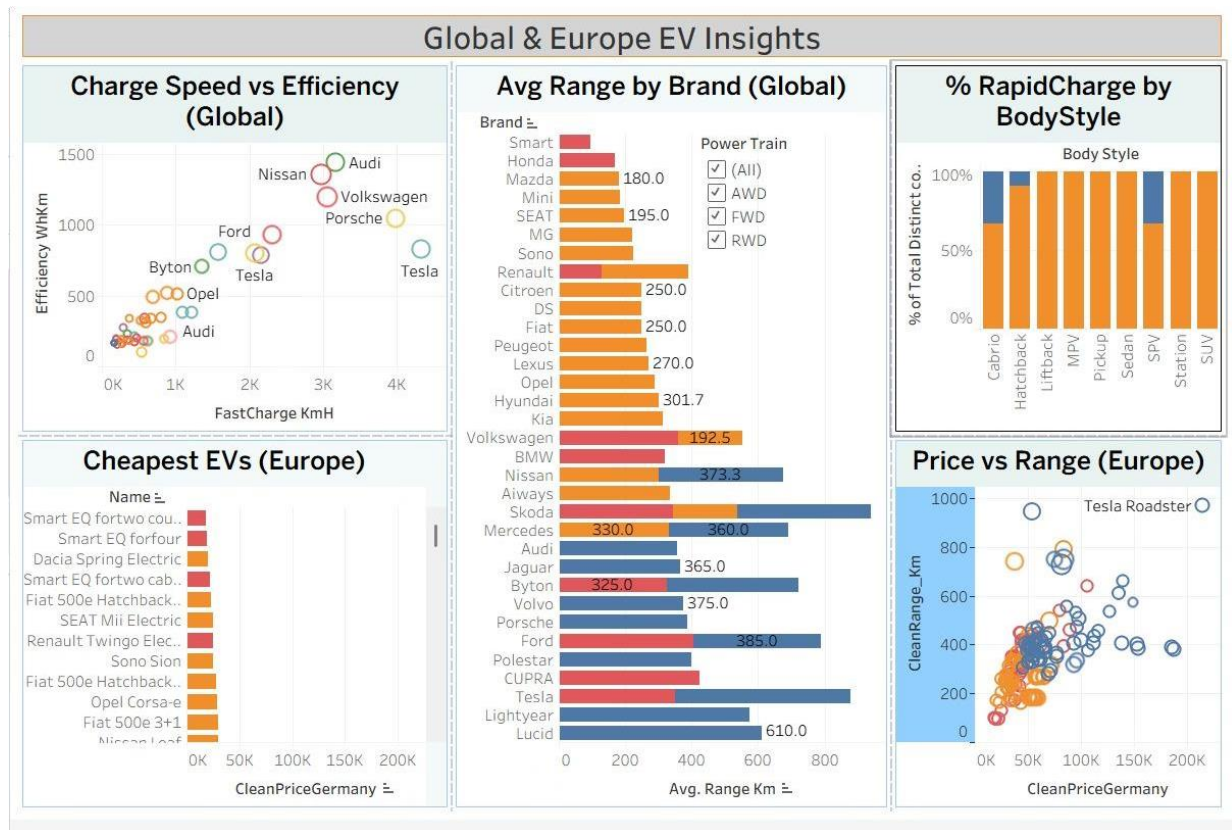 Global & Europe EV Insights
Charge Speed vs Efficiency
(Global)
1500
1000
500
0
Efficiency WhKm
Audi
Nissan
Volkswagen
Porsche
Ford
Tesla
Byton
Tesla
Opel
Audi
0K 1K 2K 3K 4K
FastCharge KmH
Avg Range by Brand (Global)
Brand
Smart
Honda
Mazda 180.0
Mini
SEAT 195.0
MG
Sono
Renault
Citroen 250.0
DS
Fiat 250.0
Peugeot
Lexus 270.0
Opel
Hyundai 301.7
Kia
Volkswagen 192.5
BMW
Nissan 373.3
Aiways
Skoda
Mercedes 330.0 360.0
Audi
Jaguar 365.0
Byton 325.0
Volvo 375.0
Porsche
Ford 385.0
Polestar
CUPRA
Tesla
Lightyear
Lucid 610.0
0 200 400 600 800
Avg. Range Km
Power Train
(All)
AWD
FWD
RWD
% RapidCharge by
BodyStyle
Body Style
% of Total Distinct co..
100%
50%
0%
Cabrio
Hatchback
Liftback
MPV
Pickup
Sedan
SPV
Station
SUV
Cheapest EVs (Europe)
Name
Smart EQ fortwo cou..
Smart EQ forfour
Dacia Spring Electric
Smart EQ fortwo cab..
Fiat 500e Hatchback..
SEAT Mii Electric
Renault Twingo Elec..
Sono Sion
Fiat 500e Hatchback..
Opel Corsa-e
Fiat 500e 3+1
Nissan Leaf
0K 50K 100K 150K 200K
CleanPriceGermany
Price vs Range (Europe)
CleanRange_Km
1000
800
600
400
200
0
Tesla Roadster
0K 50K 100K 150K 200K
CleanPriceGermany